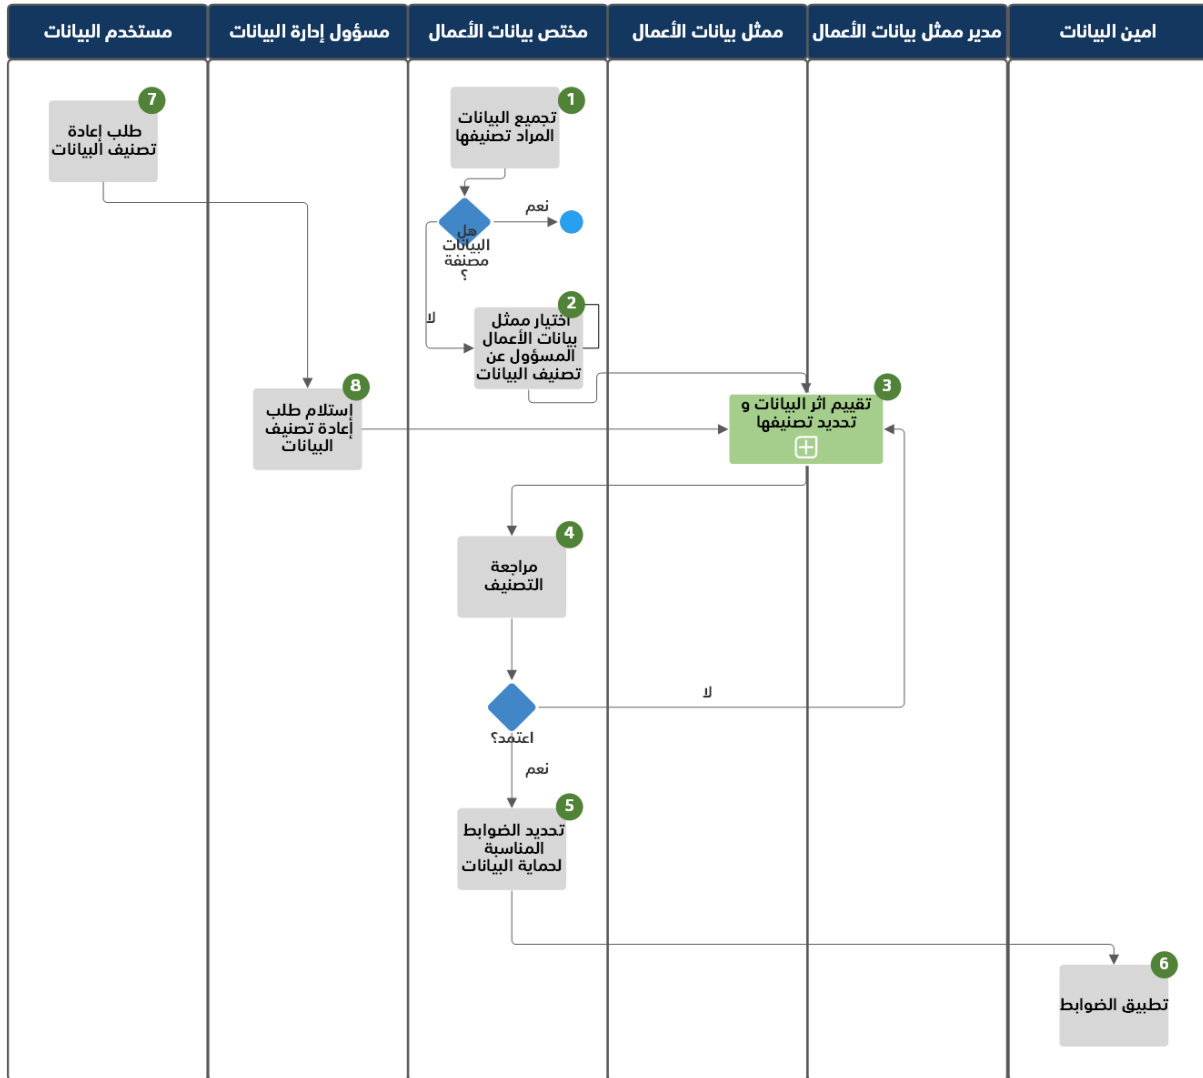 امين البيانات
مدير ممثل بيانات الأعمال
ممثل بيانات الأعمال
مختص بيانات الأعمال
مسؤول إدارة البيانات
مستخدم البيانات
1
تجميع البيانات
المراد تصنيفها
7
طلب إعادة
تصنيف البيانات
نعم
هل
البيانات
مصنفة
؟
لا
2
اختيار ممثل
بيانات الأعمال
المسؤول عن
تصنيف البيانات
3
تقييم اثر البيانات و
تحديد تصنيفها
8
إستلام طلب
إعادة تصنيف
البيانات
4
مراجعة
التصنيف
لا
اعتمد؟
نعم
5
تحديد الضوابط
المناسبة
لحماية البيانات
6
تطبيق الضوابط